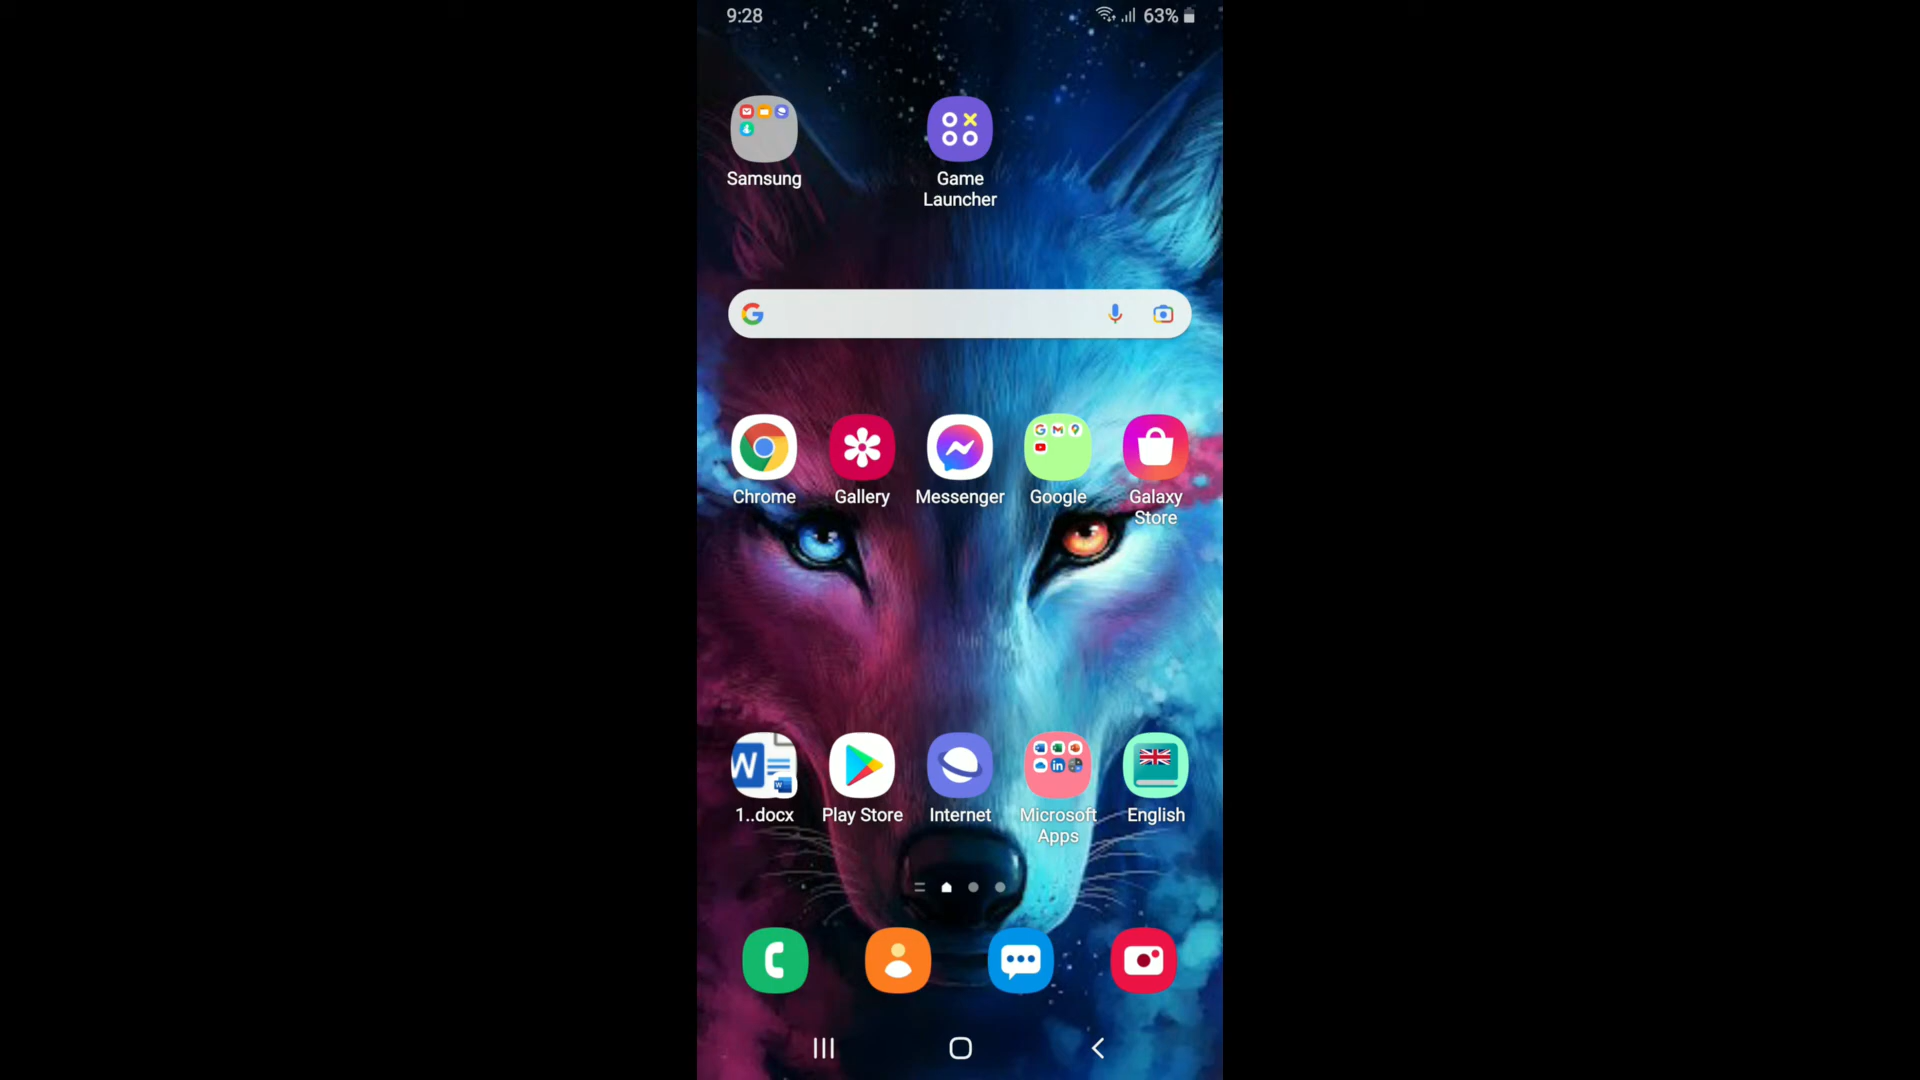 9:28
63%
Samsung
Game
Launcher
Chrome
Gallery
Messenger
Google
Galaxy
Store
1..docx
Play Store
Internet
Microsoft
Apps
English